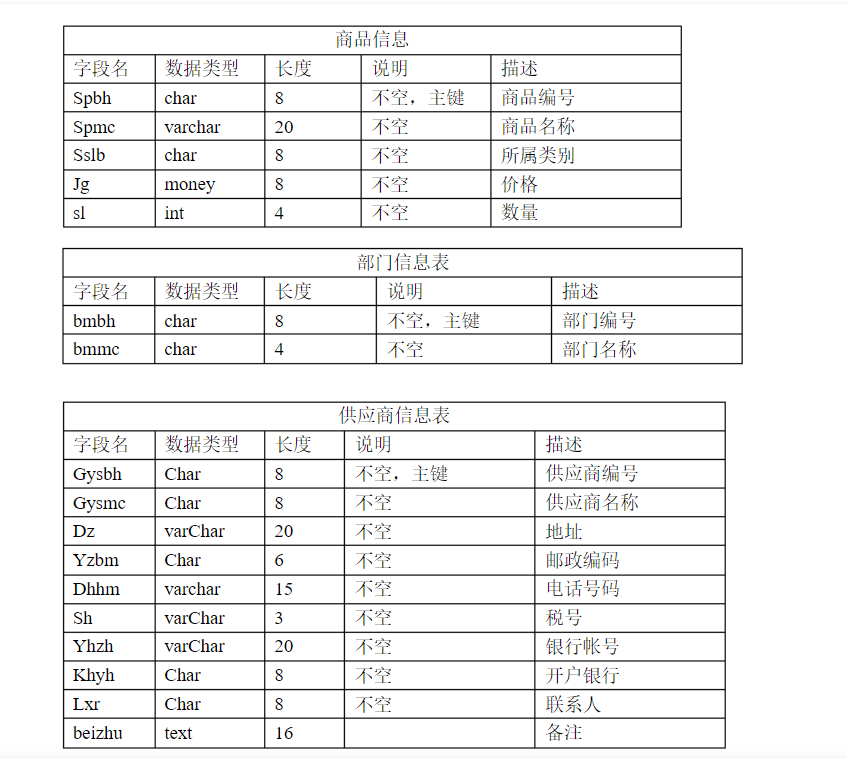 商品信息
字段名 数据类型 长度 说明 描述
Spbh char 8 不空，主键 商品编号
Spmc varchar 20 不空 商品名称
Sslb char 8 不空 所属类别
Jg money 8 不空 价格
sl int 4 不空 数量
部门信息表
字段名 数据类型 长度 说明 描述
bmbh char 8 不空，主键 部门编号
bmmc char 4 不空 部门名称
供应商信息表
字段名 数据类型 长度 说明 描述
Gysbh Char 8 不空，主键 供应商编号
Gysmc Char 8 不空 供应商名称
Dz varChar 20 不空 地址
Yzbm Char 6 不空 邮政编码
Dhhm varchar 15 不空 电话号码
Sh varChar 3 不空 税号
Yhzh varChar 20 不空 银行帐号
Khyh Char 8 不空 开户银行
Lxr Char 8 不空 联系人
beizhu text 16 备注